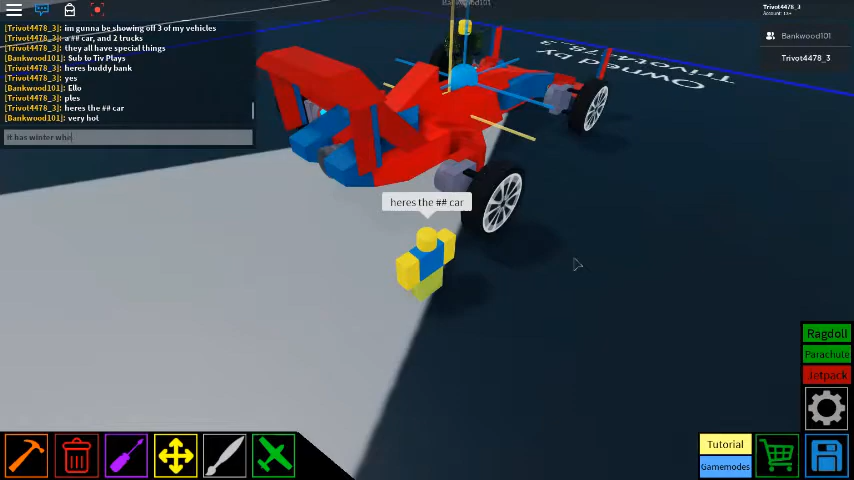 Bankwood101
Trivot4478_3
Account: 13+
[Trivot4478_3]: im gunna be showing off 3 of my vehicles
[Trivot4478_3]: a ## car, and 2 trucks
[Trivot4478_3]: they all have special things
[Bankwood101]: Sub to Tiv Plays
[Trivot4478_3]: heres buddy bank
[Trivot4478_3]: yes
[Bankwood101]: Ello
[Trivot4478_3]: ples
[Trivot4478_3]: heres the ## car
[Bankwood101]: very hot
it has winter whe
Bankwood101
Trivot4478_3
Owned by
Trivot4478_3
heres the ## car
Ragdoll
Parachute
Jetpack
Tutorial
Gamemodes